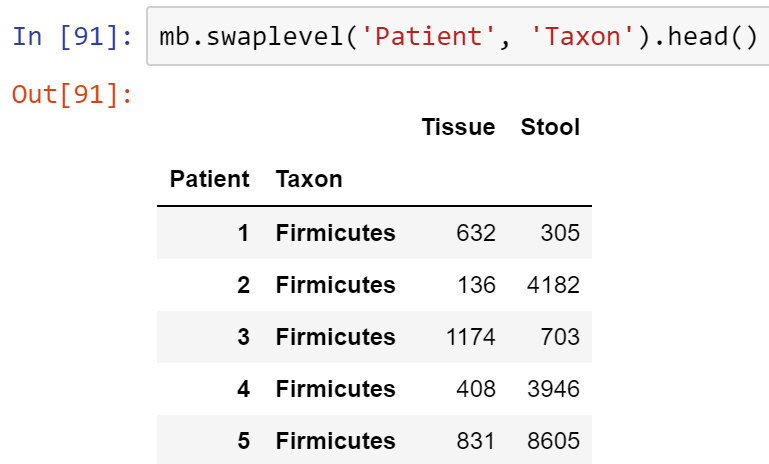 In [91]: mb.swaplevel('Patient', 'Taxon').head()
Out[91]:
Tissue Stool
Patient Taxon
1 Firmicutes 632 305
2 Firmicutes 136 4182
3 Firmicutes 1174 703
4 Firmicutes 408 3946
5 Firmicutes 831 8605